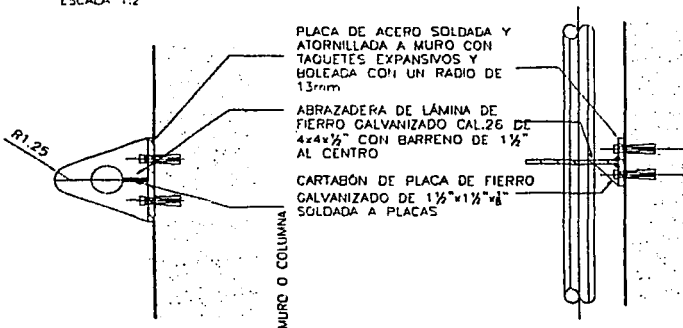 ESCALA 1:2
PLACA DE ACERO SOLDADA Y
ATORNILLADA A MURO CON
TAQUETES EXPANSIVOS Y
BOLEADA CON UN RADIO DE
13mm
ABRAZADERA DE LÁMINA DE
FIERRO GALVANIZADO CAL.26 DE
4x4x½" CON BARRENO DE 1½"
AL CENTRO
CARTABÓN DE PLACA DE FIERRO
GALVANIZADO DE 1½"x1½"x⅛"
SOLDADA A PLACAS
R1.25
MURO O COLUMNA